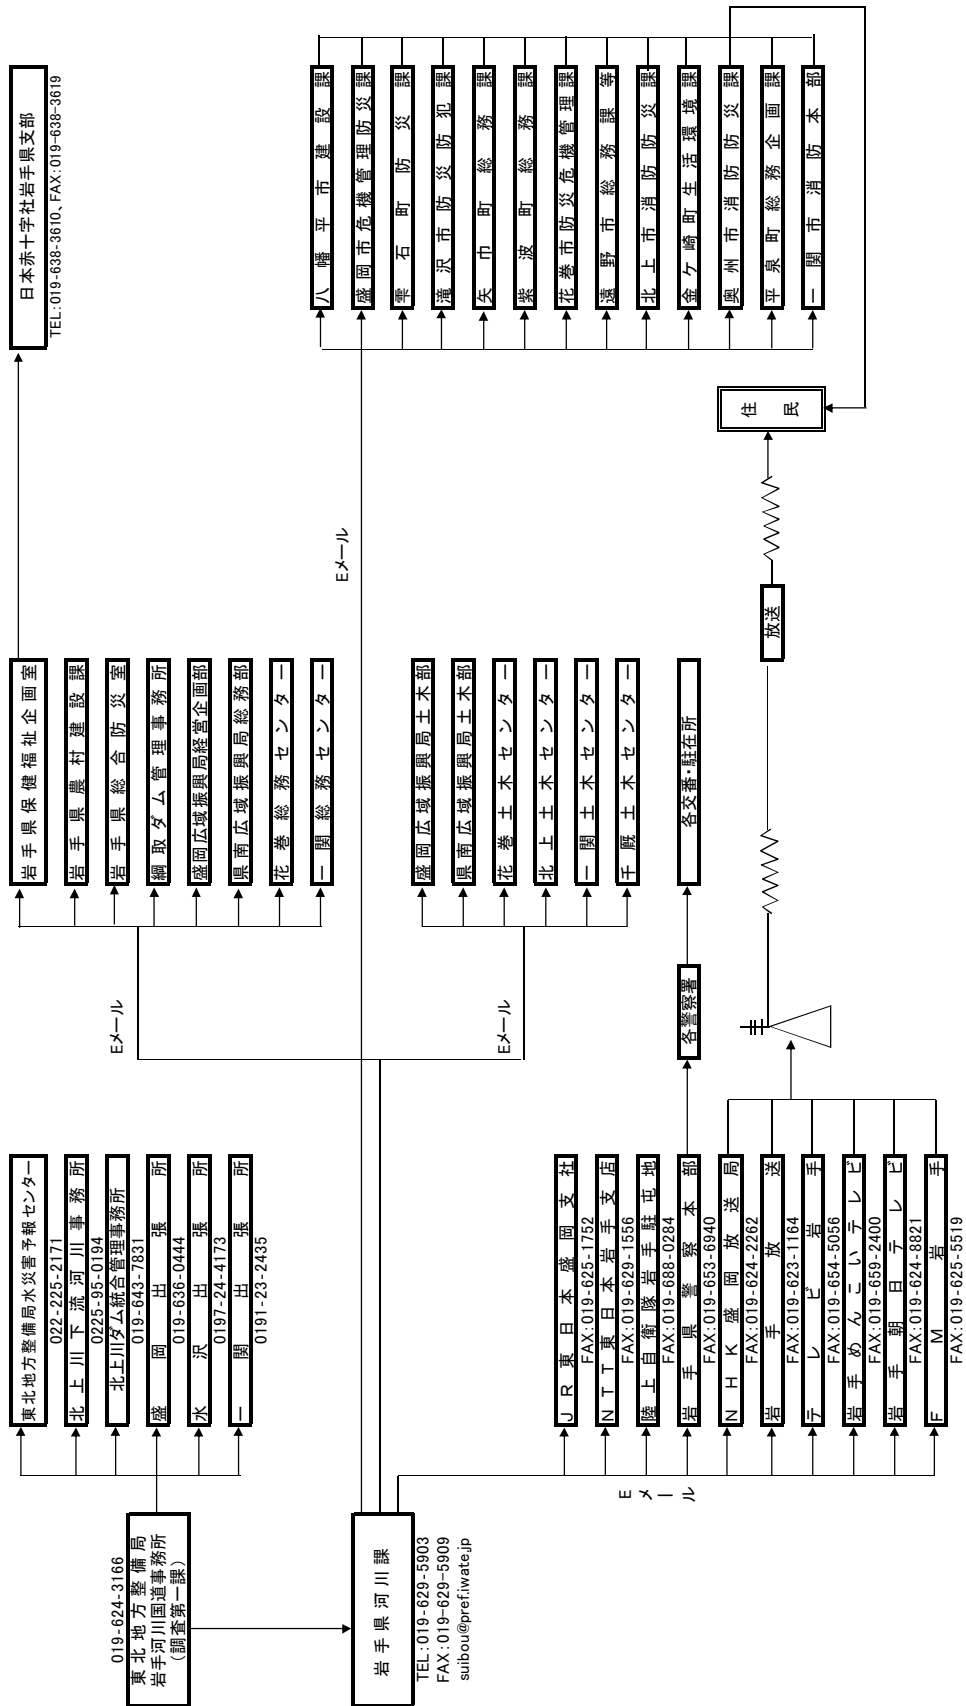 019-624-3166
東北地方整備局
岩手河川国道事務所
（調査第一課）
東北地方整備局水災害予報センター
022-225-2171
北上川下流河川事務所
0225-95-0194
北上川ダム統合管理事務所
019-643-7831
盛岡出張所
019-636-0444
水沢出張所
0197-24-4173
一関出張所
0191-23-2435
岩手県河川課
TEL:019-629-5903
FAX:019-629-5909
suibou@pref.iwate.jp
Eメール
岩手県保健福祉企画室
岩手県農村建設課
岩手県総合防災室
綱取ダム管理事務所
盛岡広域振興局経営企画部
県南広域振興局総務部
花巻総務センター
一関総務センター
日本赤十字社岩手県支部
TEL:019-638-3610、FAX:019-638-3619
Eメール
盛岡広域振興局土木部
県南広域振興局土木部
花巻土木センター
北上土木センター
一関土木センター
千厩土木センター
Eメール
八幡平市建設課
盛岡市危機管理防災課
雫石町防災課
滝沢市防災防犯課
矢巾町総務課
紫波町総務課
花巻市防災危機管理課
遠野市総務課等
北上市消防防災課
金ケ崎町生活環境課
奥州市消防防災課
平泉町総務企画課
一関市消防本部
Eメール
JR東日本盛岡支社
FAX:019-625-1752
NTT東日本岩手支店
FAX:019-629-1556
陸上自衛隊岩手駐屯地
FAX:019-688-0284
岩手県警察本部
FAX:019-653-6940
NHK盛岡放送局
FAX:019-624-2262
岩手放送
FAX:019-623-1164
テレビ岩手
FAX:019-654-5056
岩手めんこいテレビ
FAX:019-659-2400
岩手朝日テレビ
FAX:019-624-8821
FM岩手
FAX:019-625-5519
各警察署
各交番・駐在所
放送
住民